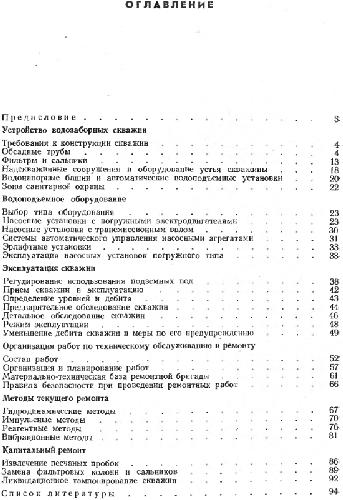 ОГЛАВЛЕНИЕ
Предисловие 3
Устройство водозаборных скважин
Требования к конструкции скважин 4
Обсадные трубы 4
Фильтры и сальники 13
Надскважинные сооружения и оборудование устья скважины 18
Водонапорные башни и автоматические водоподъемные установки 20
Зоны санитарной охраны 22
Водоподъемное оборудование
Выбор типа оборудования 23
Насосные установки с погружными электродвигателями 23
Насосные установки с трансмиссионным валом 30
Системы автоматического управления насосными агрегатами 31
Эрлифтные установки 33
Эксплуатация насосных установок погружного типа 33
Эксплуатация скважин
Регулирование использования подземных вод 38
Прием скважин в эксплуатацию 42
Определение уровней и дебита 43
Предварительное обследование скважин 44
Детальное обследование скважин 46
Режим эксплуатации 48
Уменьшение дебита скважин и меры по его предупреждению 49
Организация работ по техническому обслуживанию и ремонту
Состав работ 52
Организация и планирование работ 57
Материально-техническая база ремонтной бригады 61
Правила безопасности при проведении ремонтных работ 66
Методы текущего ремонта
Гидродинамические методы 67
Импульсные методы 70
Реагентные методы 76
Вибрационные методы 81
Капитальный ремонт
Извлечение песчаных пробок 86
Замена фильтровых колонн и сальников 89
Ликвидационное тампонирование скважин 92
Список литературы 94